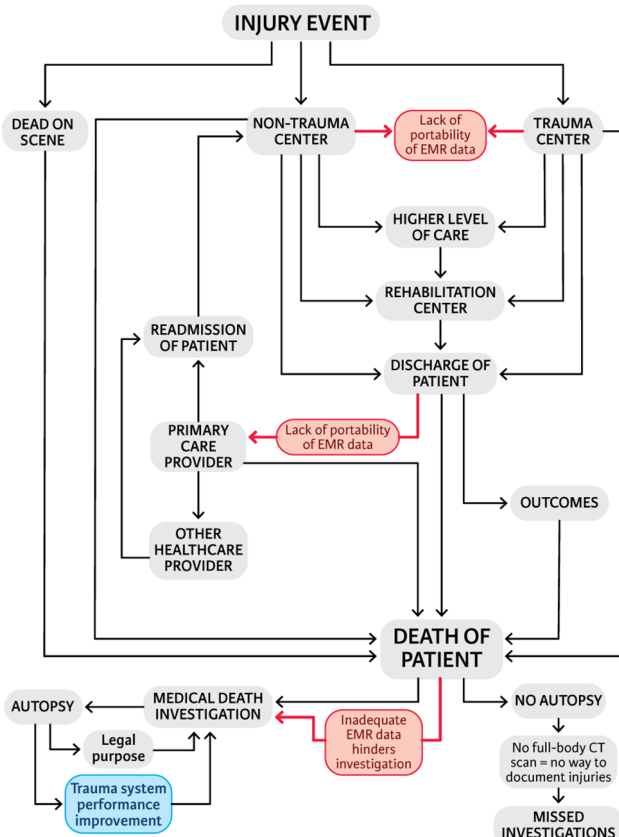 INJURY EVENT
DEAD ON
SCENE
NON-TRAUMA
CENTER
Lack of
portability
of EMR data
TRAUMA
CENTER
HIGHER LEVEL
OF CARE
REHABILITATION
CENTER
READMISSION
OF PATIENT
DISCHARGE OF
PATIENT
PRIMARY
CARE
PROVIDER
Lack of portability
of EMR data
OUTCOMES
OTHER
HEALTHCARE
PROVIDER
DEATH OF
PATIENT
AUTOPSY
MEDICAL DEATH
INVESTIGATION
NO AUTOPSY
Legal
purpose
Inadequate
EMR data
hinders
investigation
No full-body CT
scan = no way to
document injuries
Trauma system
performance
improvement
MISSED
INVESTIGATIONS